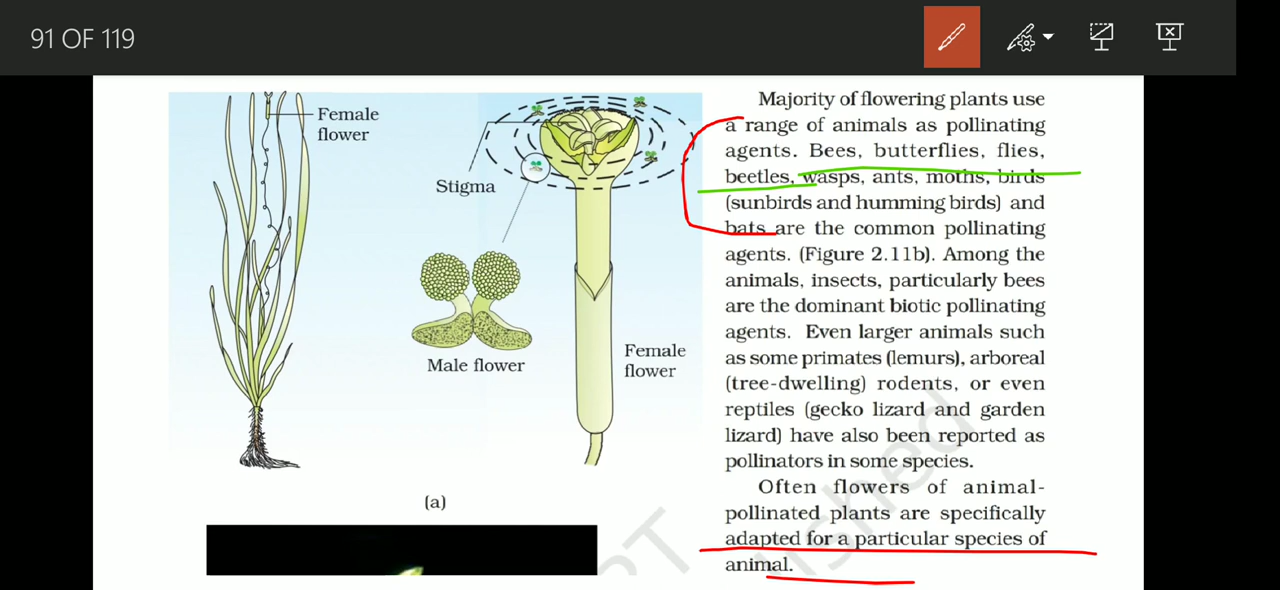 91 OF 119
Female
flower
Stigma
Male flower
Female
flower
(a)
Majority of flowering plants use
a range of animals as pollinating
agents. Bees, butterflies, flies,
beetles, wasps, ants, moths, birds
(sunbirds and humming birds) and
bats are the common pollinating
agents. (Figure 2.11b). Among the
animals, insects, particularly bees
are the dominant biotic pollinating
agents. Even larger animals such
as some primates (lemurs), arboreal
(tree-dwelling) rodents, or even
reptiles (gecko lizard and garden
lizard) have also been reported as
pollinators in some species.
Often flowers of animal-
pollinated plants are specifically
adapted for a particular species of
animal.